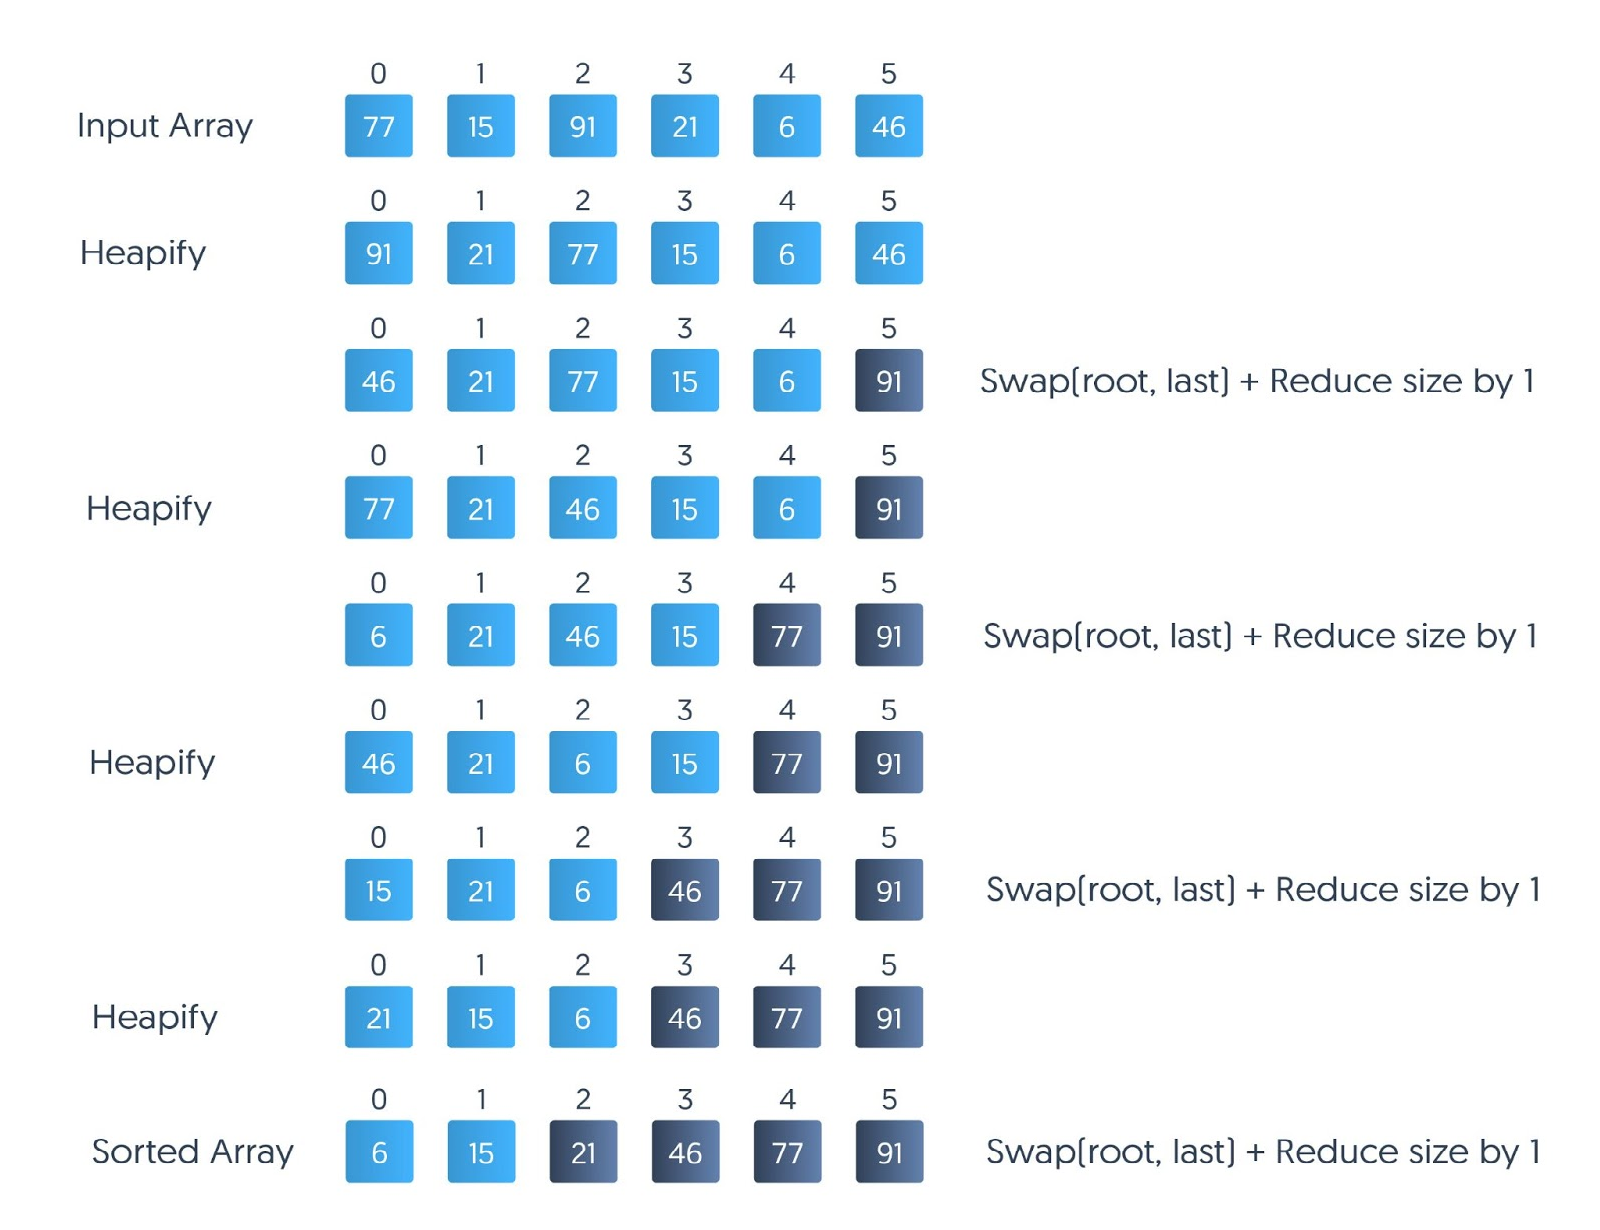 0 1 2 3 4 5
Input Array 77 15 91 21 6 46
0 1 2 3 4 5
Heapify 91 21 77 15 6 46
0 1 2 3 4 5
46 21 77 15 6 91 Swap(root, last) + Reduce size by 1
0 1 2 3 4 5
Heapify 77 21 46 15 6 91
0 1 2 3 4 5
6 21 46 15 77 91 Swap(root, last) + Reduce size by 1
0 1 2 3 4 5
Heapify 46 21 6 15 77 91
0 1 2 3 4 5
15 21 6 46 77 91 Swap(root, last) + Reduce size by 1
0 1 2 3 4 5
Heapify 21 15 6 46 77 91
0 1 2 3 4 5
Sorted Array 6 15 21 46 77 91 Swap(root, last) + Reduce size by 1